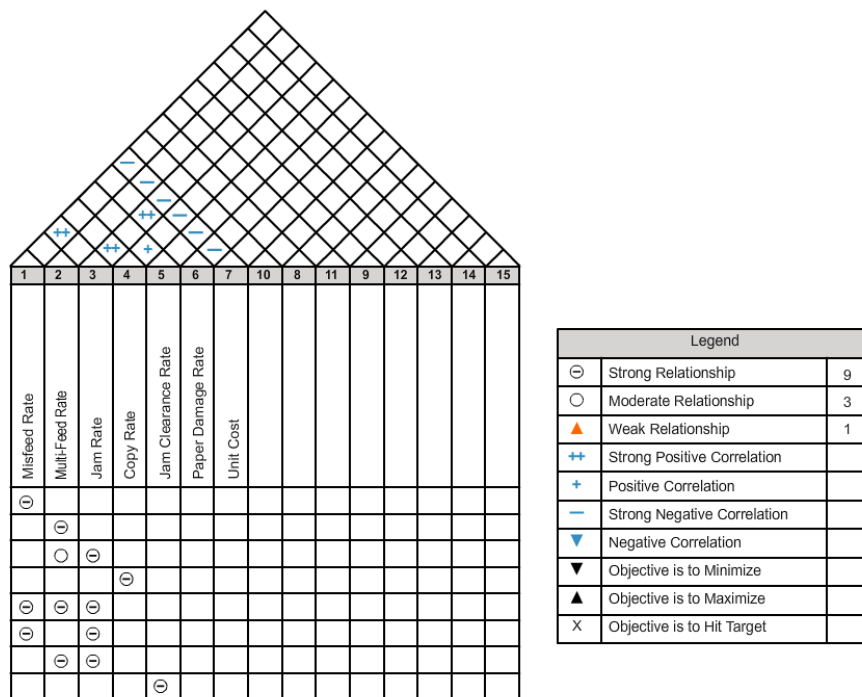 —
—
—
++ —
++ —
++ + —
1 2 3 4 5 6 7 10 8 11 9 12 13 14 15
Misfeed Rate
Multi-Feed Rate
Jam Rate
Copy Rate
Jam Clearance Rate
Paper Damage Rate
Unit Cost
Legend
⊖ Strong Relationship 9
○ Moderate Relationship 3
▲ Weak Relationship 1
++ Strong Positive Correlation
+ Positive Correlation
— Strong Negative Correlation
▼ Negative Correlation
▼ Objective is to Minimize
▲ Objective is to Maximize
X Objective is to Hit Target